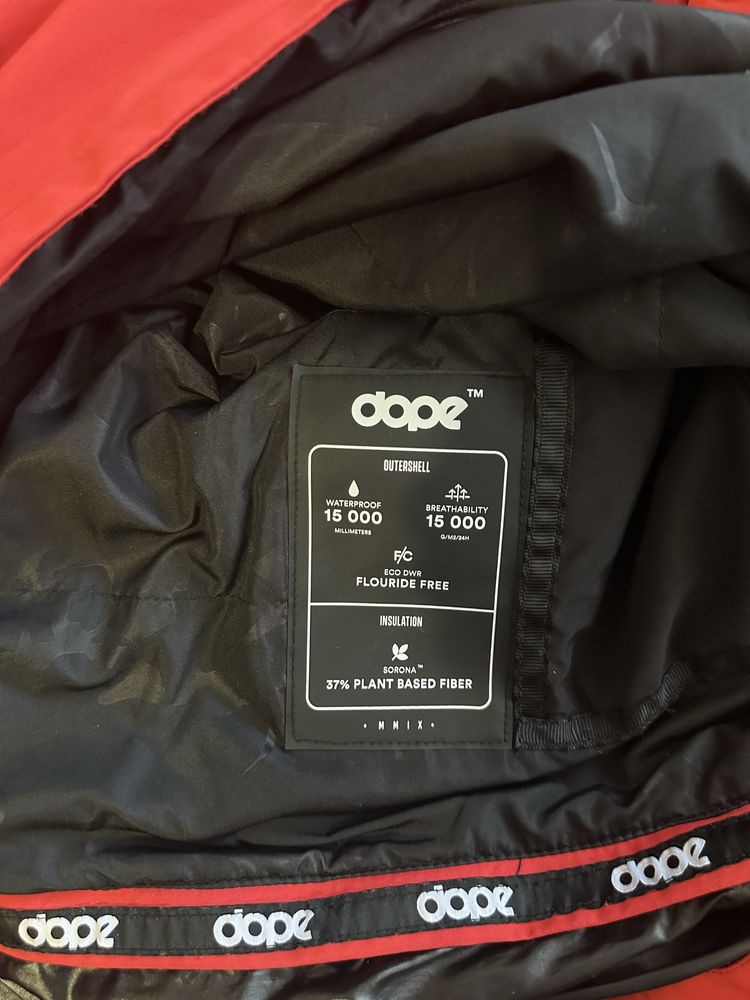 dope™
OUTERSHELL
WATERPROOF
15 000
MILLIMETERS
BREATHABILITY
15 000
G/M2/24H
F/C
ECO DWR
FLOURIDE FREE
INSULATION
SORONA™
37% PLANT BASED FIBER
• M M I X •
dope dope dope dope